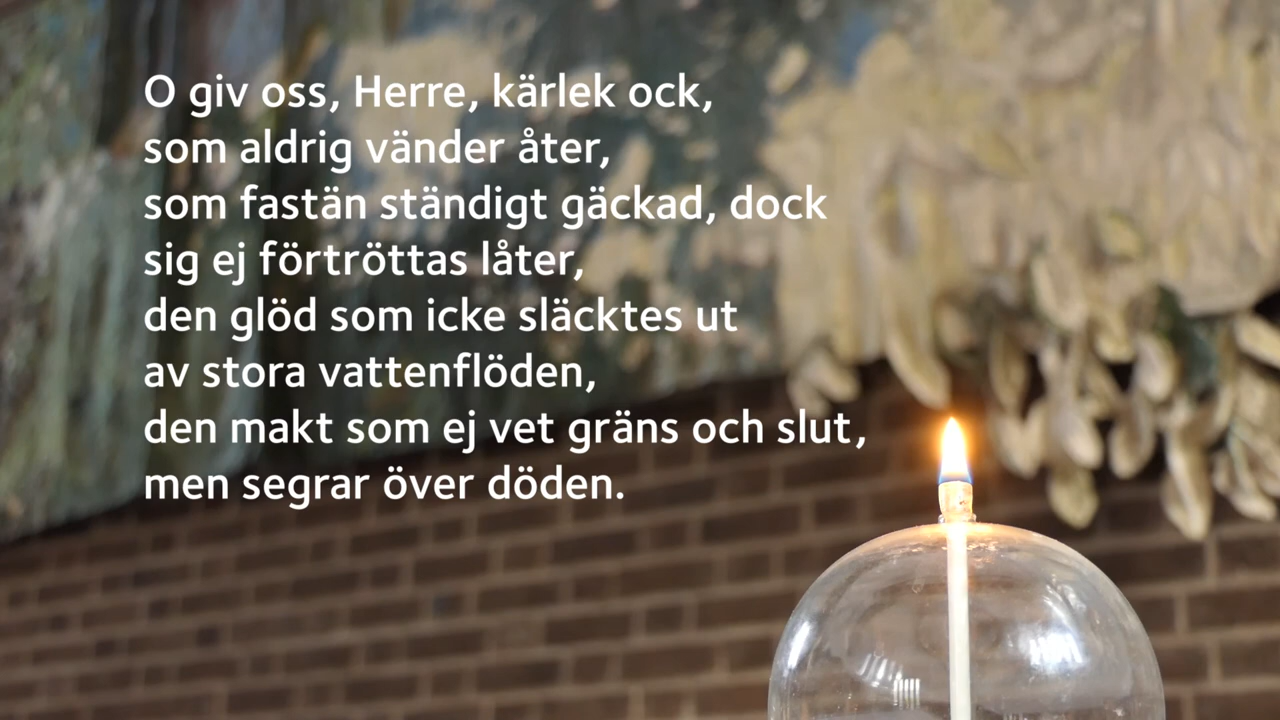 O giv oss, Herre, kärlek ock,
som aldrig vänder åter,
som fastän ständigt gäckad, dock
sig ej förtröttas låter,
den glöd som icke släcktes ut
av stora vattenflöden,
den makt som ej vet gräns och slut,
men segrar över döden.